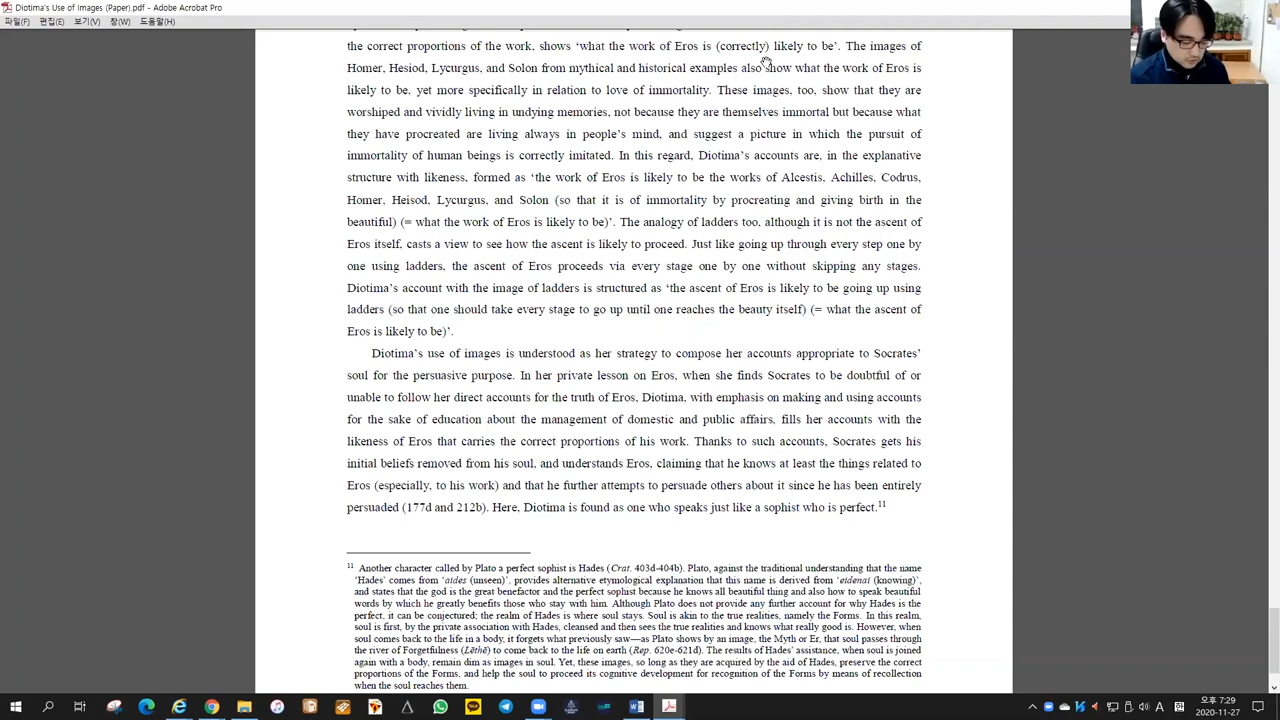 Diotima's Use of Images (Paper).pdf - Adobe Acrobat Pro
파일(F) 편집(E) 보기(V) 창(W) 도움말(H)
the correct proportions of the work, shows 'what the work of Eros is (correctly) likely to be'. The images of
Homer, Hesiod, Lycurgus, and Solon from mythical and historical examples also show what the work of Eros is
likely to be, yet more specifically in relation to love of immortality. These images, too, show that they are
worshiped and vividly living in undying memories, not because they are themselves immortal but because what
they have procreated are living always in people's mind, and suggest a picture in which the pursuit of
immortality of human beings is correctly imitated. In this regard, Diotima's accounts are, in the explanative
structure with likeness, formed as 'the work of Eros is likely to be the works of Alcestis, Achilles, Codrus,
Homer, Heisod, Lycurgus, and Solon (so that it is of immortality by procreating and giving birth in the
beautiful) (= what the work of Eros is likely to be)'. The analogy of ladders too, although it is not the ascent of
Eros itself, casts a view to see how the ascent is likely to proceed. Just like going up through every step one by
one using ladders, the ascent of Eros proceeds via every stage one by one without skipping any stages.
Diotima's account with the image of ladders is structured as 'the ascent of Eros is likely to be going up using
ladders (so that one should take every stage to go up until one reaches the beauty itself) (= what the ascent of
Eros is likely to be)'.
Diotima's use of images is understood as her strategy to compose her accounts appropriate to Socrates'
soul for the persuasive purpose. In her private lesson on Eros, when she finds Socrates to be doubtful of or
unable to follow her direct accounts for the truth of Eros, Diotima, with emphasis on making and using accounts
for the sake of education about the management of domestic and public affairs, fills her accounts with the
likeness of Eros that carries the correct proportions of his work. Thanks to such accounts, Socrates gets his
initial beliefs removed from his soul, and understands Eros, claiming that he knows at least the things related to
Eros (especially, to his work) and that he further attempts to persuade others about it since he has been entirely
persuaded (177d and 212b). Here, Diotima is found as one who speaks just like a sophist who is perfect.11
11 Another character called by Plato a perfect sophist is Hades (Crat. 403d-404b). Plato, against the traditional understanding that the name
'Hades' comes from 'aides (unseen)', provides alternative etymological explanation that this name is derived from 'eidenai (knowing)',
and states that the god is the great benefactor and the perfect sophist because he knows all beautiful thing and also how to speak beautiful
words by which he greatly benefits those who stay with him. Although Plato does not provide any further account for why Hades is the
perfect, it can be conjectured; the realm of Hades is where soul stays. Soul is akin to the true realities, namely the Forms. In this realm,
soul is first, by the private association with Hades, cleansed and then sees the true realities and knows what really good is. However, when
soul comes back to the life in a body, it forgets what previously saw—as Plato shows by an image, the Myth or Er, that soul passes through
the river of Forgetfulness (Lēthē) to come back to the life on earth (Rep. 620e-621d). The results of Hades' assistance, when soul is joined
again with a body, remain dim as images in soul. Yet, these images, so long as they are acquired by the aid of Hades, preserve the correct
proportions of the Forms, and help the soul to proceed its cognitive development for recognition of the Forms by means of recollection
when the soul reaches them.
오후 7:29
2020-11-27